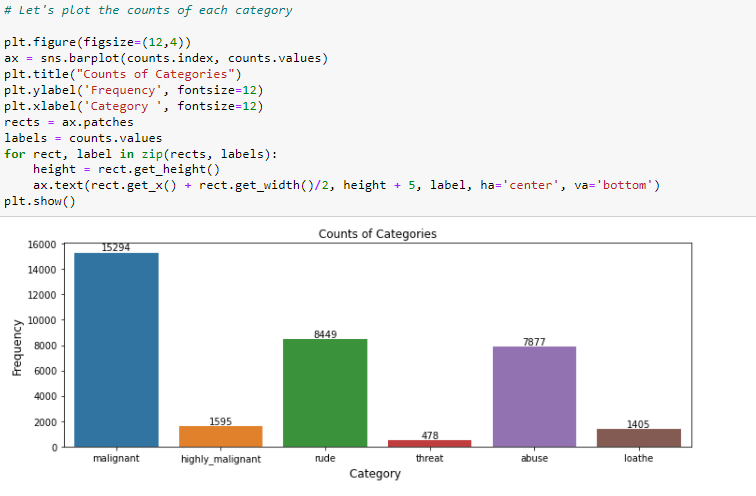 # Let's plot the counts of each category
plt.figure(figsize=(12,4))
ax = sns.barplot(counts.index, counts.values)
plt.title("Counts of Categories")
plt.ylabel('Frequency', fontsize=12)
plt.xlabel('Category ', fontsize=12)
rects = ax.patches
labels = counts.values
for rect, label in zip(rects, labels):
    height = rect.get_height()
    ax.text(rect.get_x() + rect.get_width()/2, height + 5, label, ha='center', va='bottom')
plt.show()
Counts of Categories
16000
14000
12000
10000
8000
6000
4000
2000
0
Frequency
15294
1595
8449
478
7877
1405
malignant highly_malignant rude threat abuse loathe
Category